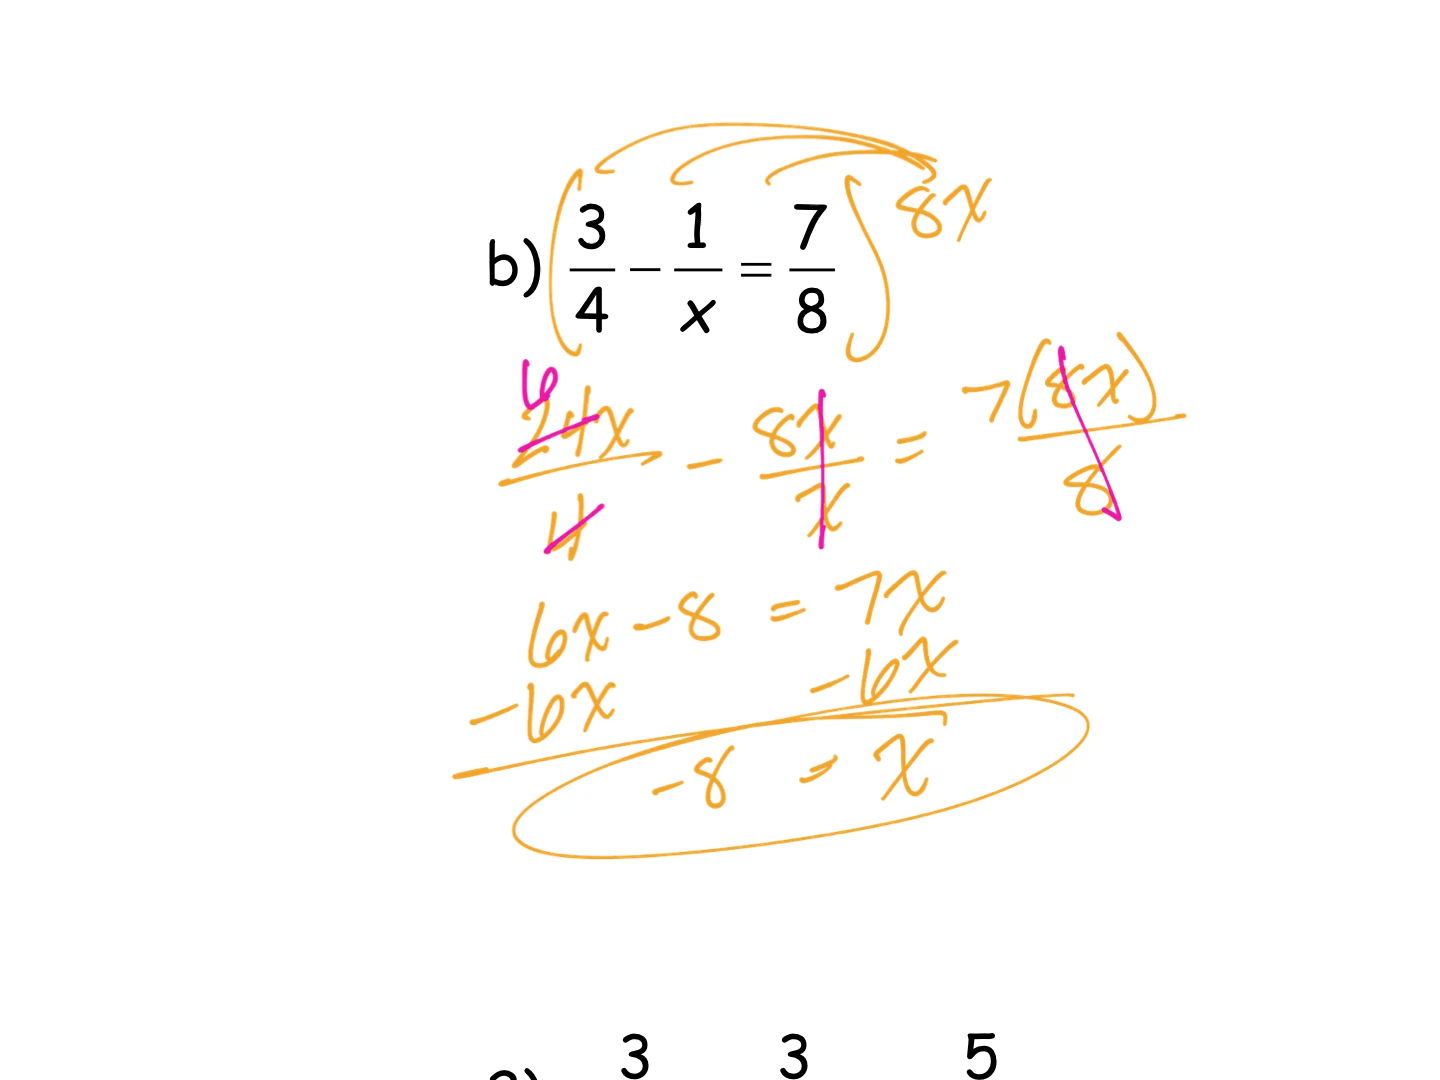 b) ( 3/4 − 1/x = 7/8 ) 8x
6
24x/4 − 8x/x = 7(8x)/8
6x − 8 = 7x
−6x −6x
−8 = x
3 3 5